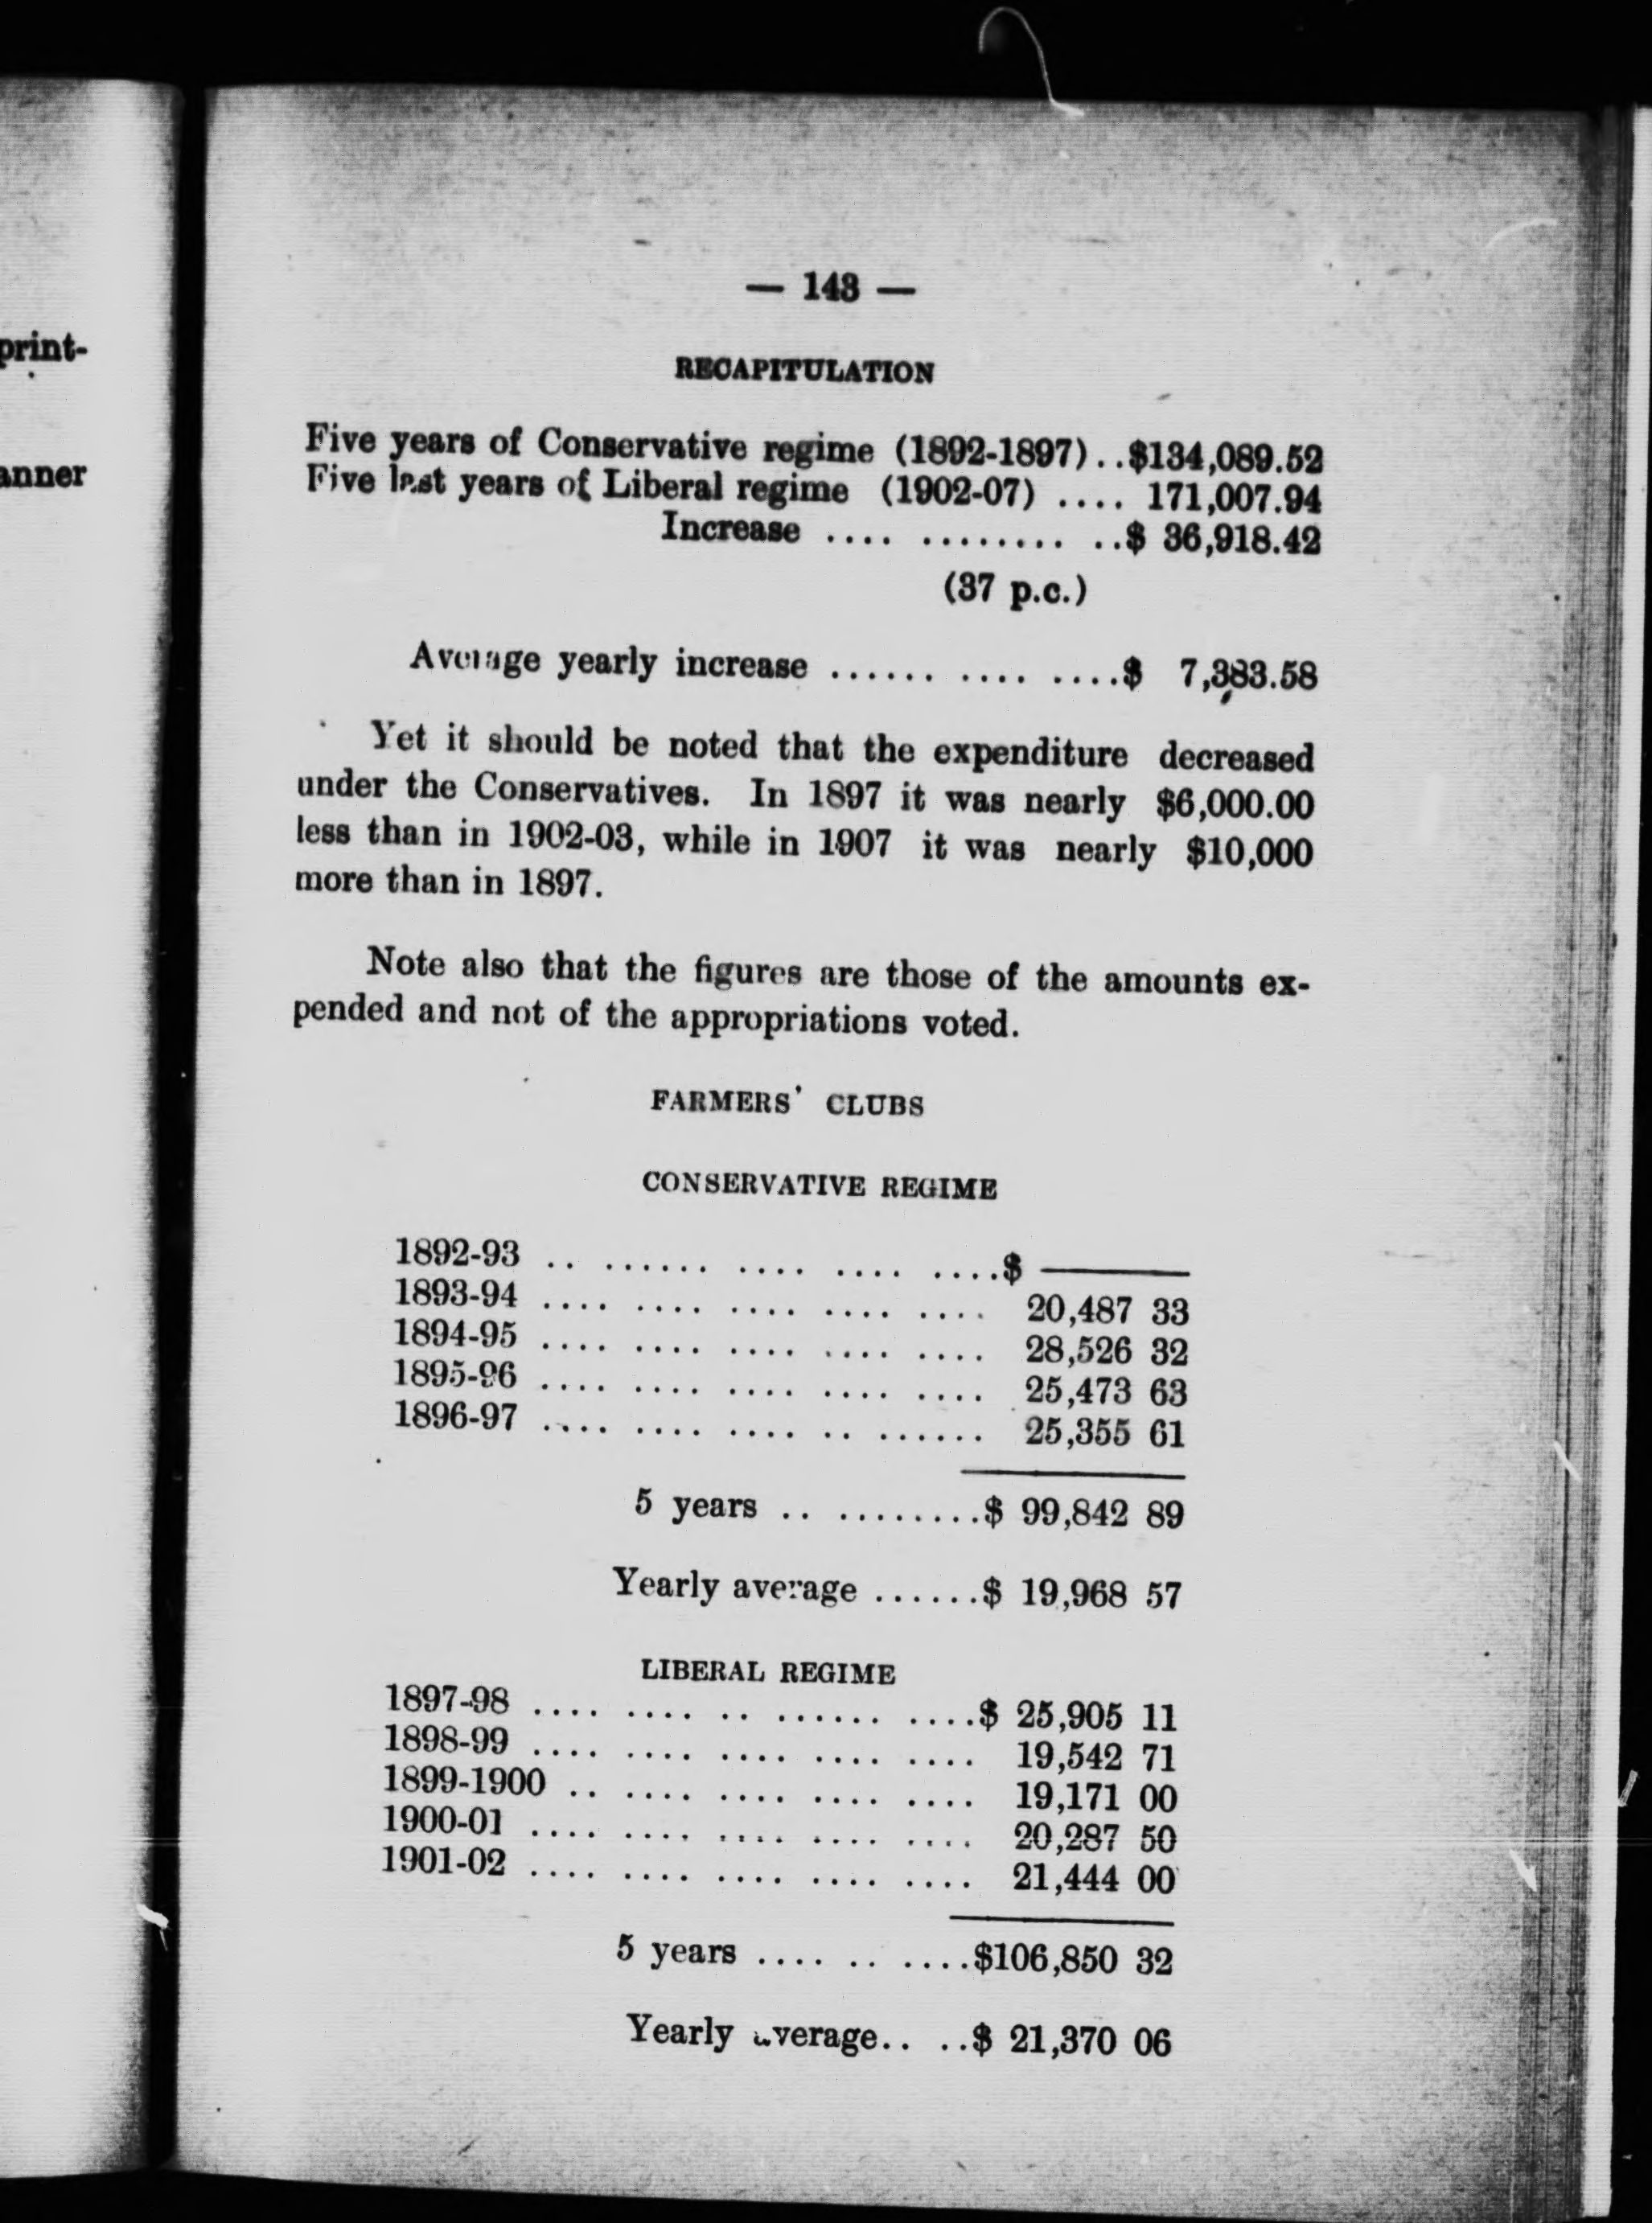 print-
anner
— 143 —
RECAPITULATION
Five years of Conservative regime (1892-1897)..$134,089.52
Five last years of Liberal regime (1902-07) .... 171,007.94
Increase .... ........ ..$ 36,918.42
(37 p.c.)
Average yearly increase ...... .... ....$ 7,383.58
Yet it should be noted that the expenditure decreased
under the Conservatives. In 1897 it was nearly $6,000.00
less than in 1902-03, while in 1907 it was nearly $10,000
more than in 1897.
Note also that the figures are those of the amounts ex-
pended and not of the appropriations voted.
FARMERS' CLUBS
CONSERVATIVE REGIME
1892-93 .. ...... .... .... ....$ ———
1893-94 .... .... .... .... .... 20,487 33
1894-95 .... .... .... .... .... 28,526 32
1895-96 .... .... .... .... .... 25,473 63
1896-97 .... .... .... .. ...... 25,355 61
5 years .. .........$ 99,842 89
Yearly average ......$ 19,968 57
LIBERAL REGIME
1897-98 .... .... .. ...... ....$ 25,905 11
1898-99 .... .... .... .... .... 19,542 71
1899-1900 .. .... .... .... .... 19,171 00
1900-01 .... .... .... .... .... 20,287 50
1901-02 .... .... .... .... .... 21,444 00
5 years .... .. ....$106,850 32
Yearly average.. ..$ 21,370 06